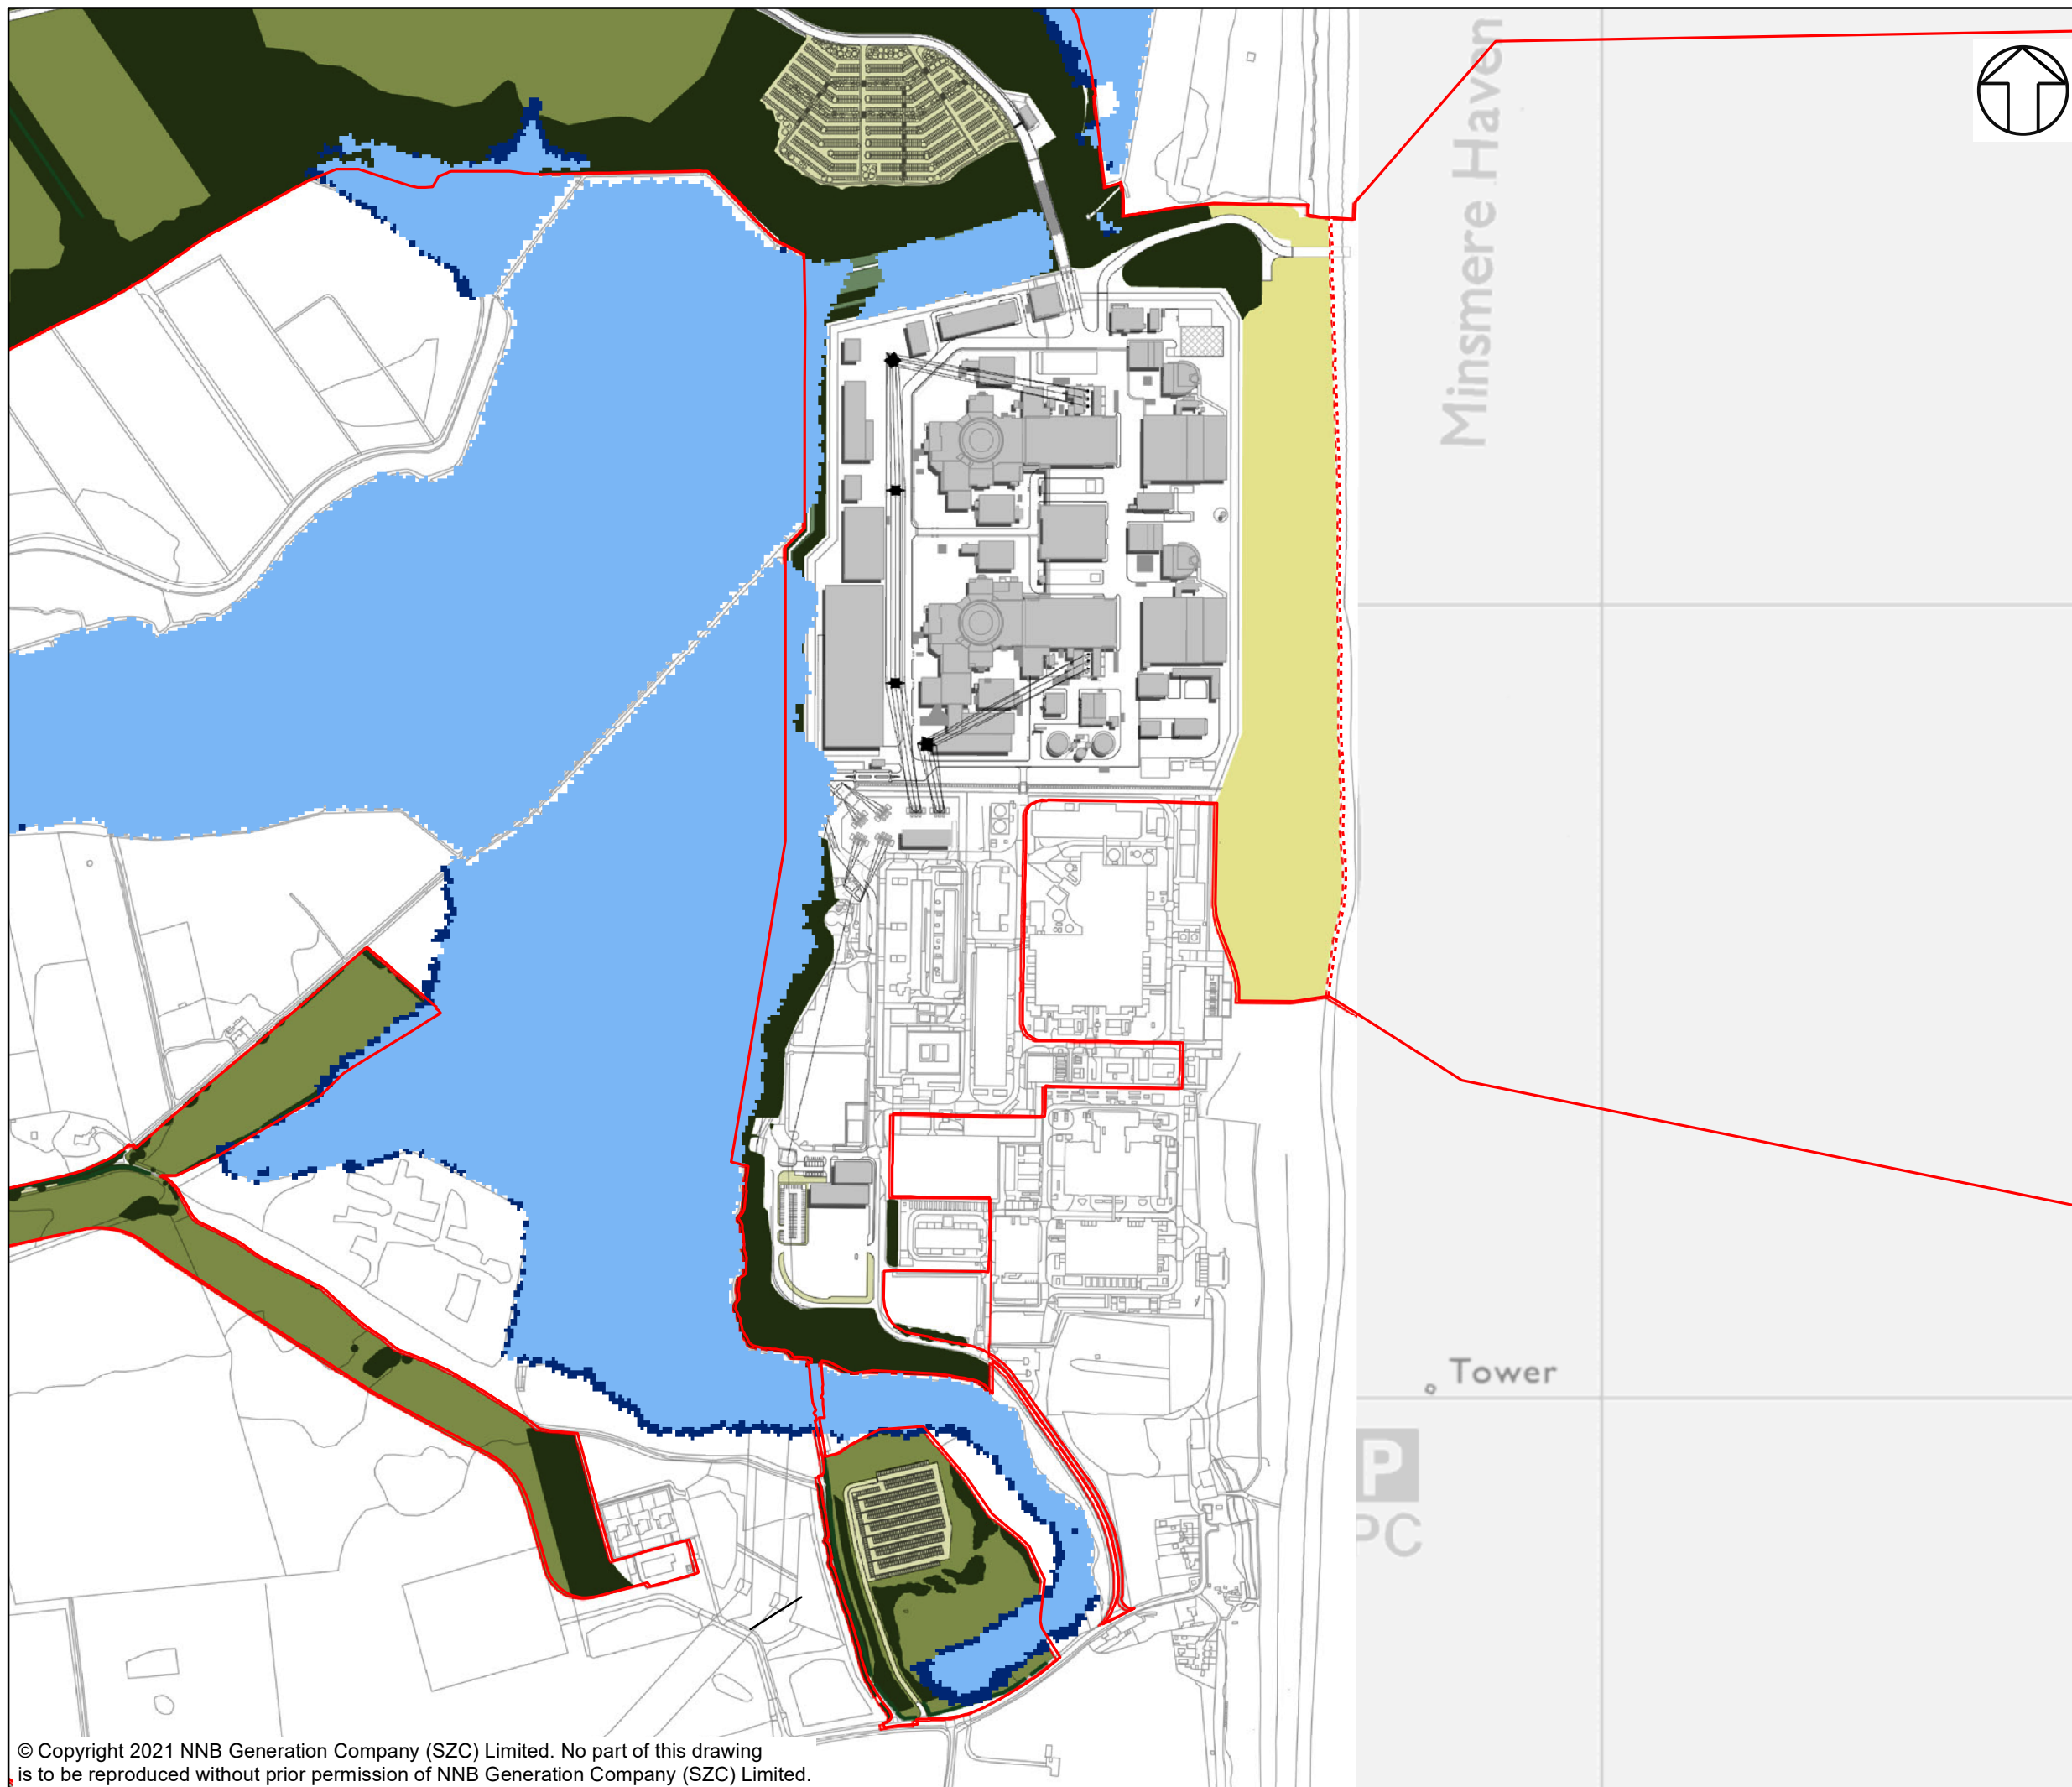 Minsmere Haven
Tower
P
PC
© Copyright 2021 NNB Generation Company (SZC) Limited. No part of this drawing
is to be reproduced without prior permission of NNB Generation Company (SZC) Limited.